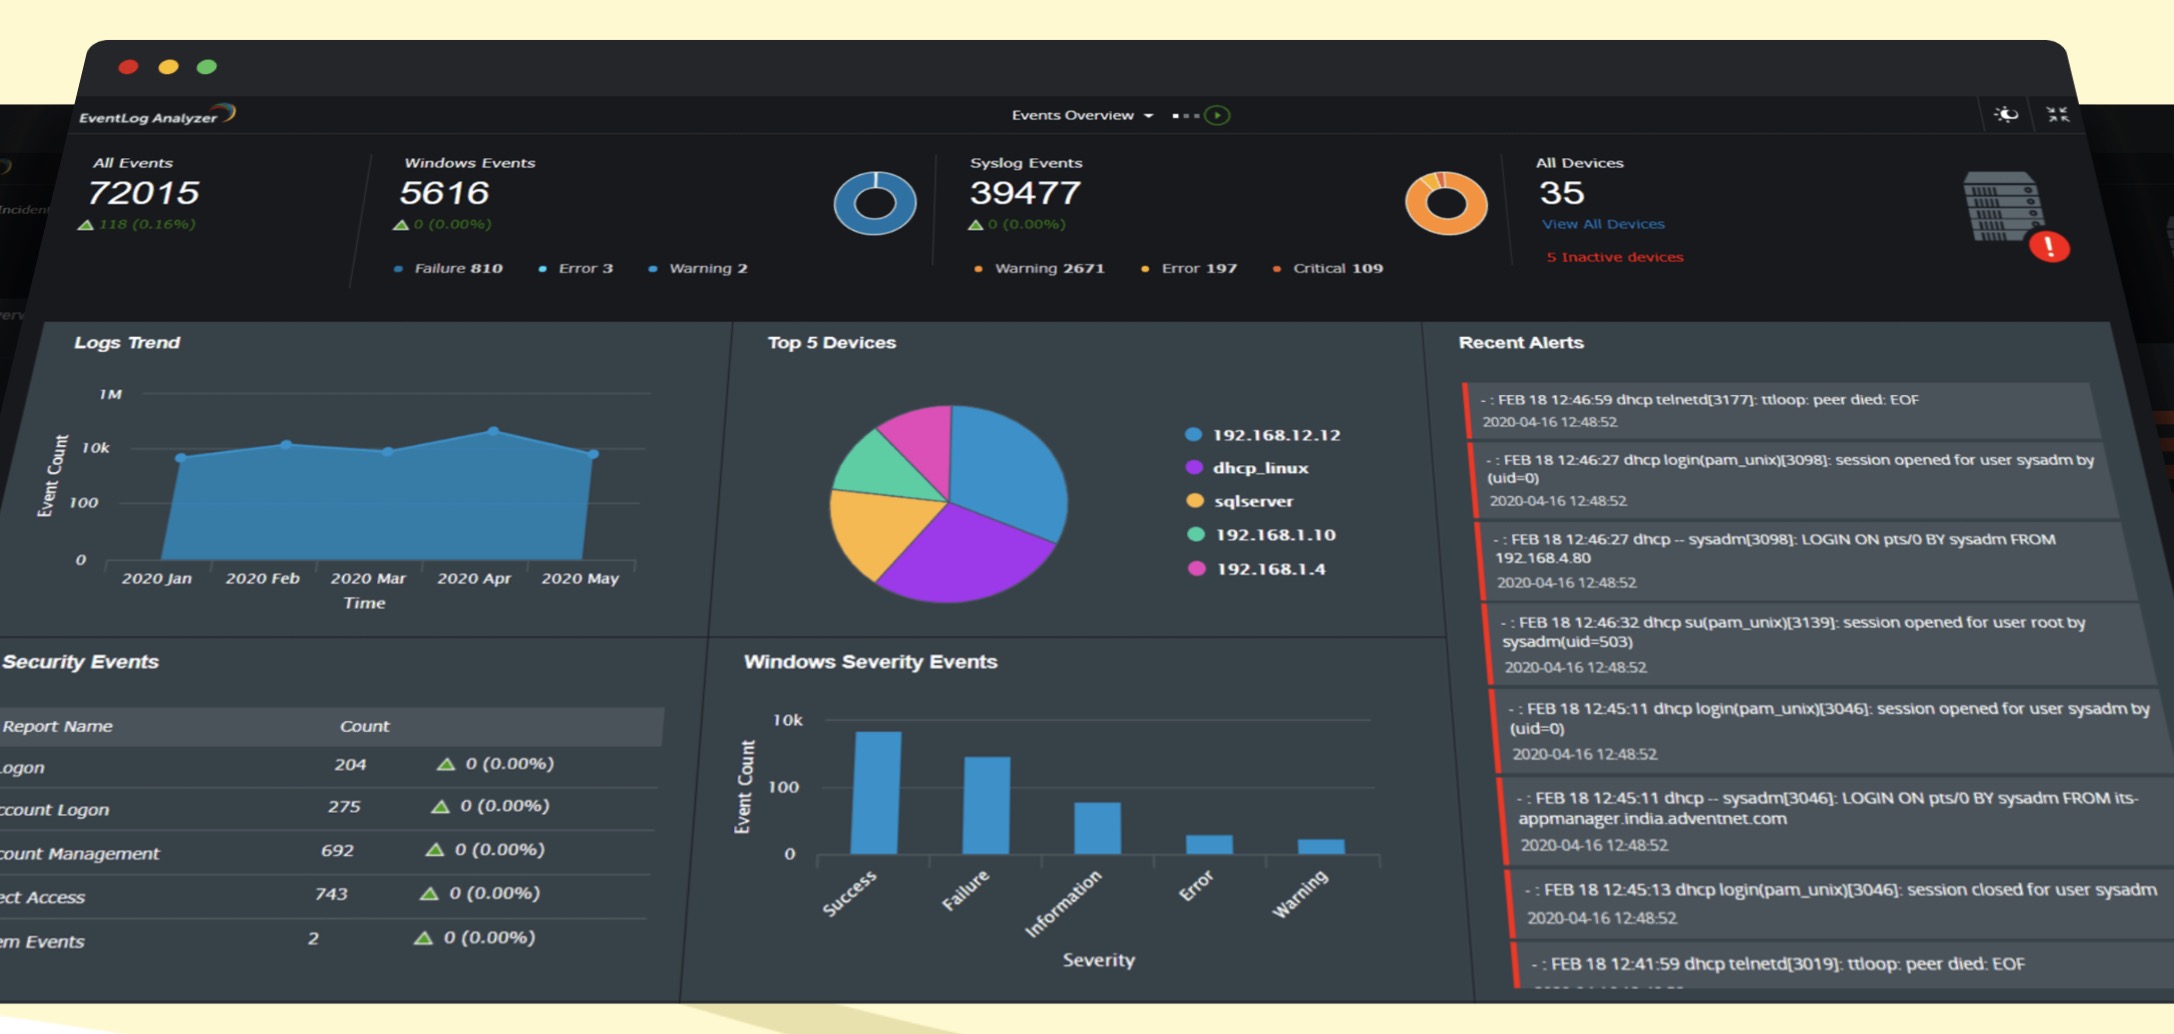 EventLog Analyzer
Events Overview
All Events
72015
118 (0.16%)
Windows Events
5616
0 (0.00%)
Failure 810
Error 3
Warning 2
Syslog Events
39477
0 (0.00%)
Warning 2671
Error 197
Critical 109
All Devices
35
View All Devices
5 Inactive devices
!
Incident
Logs Trend
1M
10k
100
0
Event Count
2020 Jan
2020 Feb
2020 Mar
2020 Apr
2020 May
Time
Top 5 Devices
192.168.12.12
dhcp_linux
sqlserver
192.168.1.10
192.168.1.4
Recent Alerts
- : FEB 18 12:46:59 dhcp telnetd[3177]: ttloop: peer died: EOF
2020-04-16 12:48:52
- : FEB 18 12:46:27 dhcp login(pam_unix)[3098]: session opened for user sysadm by
(uid=0)
2020-04-16 12:48:52
- : FEB 18 12:46:27 dhcp -- sysadm[3098]: LOGIN ON pts/0 BY sysadm FROM
192.168.4.80
2020-04-16 12:48:52
- : FEB 18 12:46:32 dhcp su(pam_unix)[3139]: session opened for user root by
sysadm(uid=503)
2020-04-16 12:48:52
- : FEB 18 12:45:11 dhcp login(pam_unix)[3046]: session opened for user sysadm by
(uid=0)
2020-04-16 12:48:52
- : FEB 18 12:45:11 dhcp -- sysadm[3046]: LOGIN ON pts/0 BY sysadm FROM its-
appmanager.india.adventnet.com
2020-04-16 12:48:52
- : FEB 18 12:45:13 dhcp login(pam_unix)[3046]: session closed for user sysadm
2020-04-16 12:48:52
- : FEB 18 12:41:59 dhcp telnetd[3019]: ttloop: peer died: EOF
Security Events
Report Name
Count
ogon
204
0 (0.00%)
ccount Logon
275
0 (0.00%)
count Management
692
0 (0.00%)
ect Access
743
0 (0.00%)
em Events
2
0 (0.00%)
Windows Severity Events
10k
100
0
Event Count
Success
Failure
Information
Error
Warning
Severity